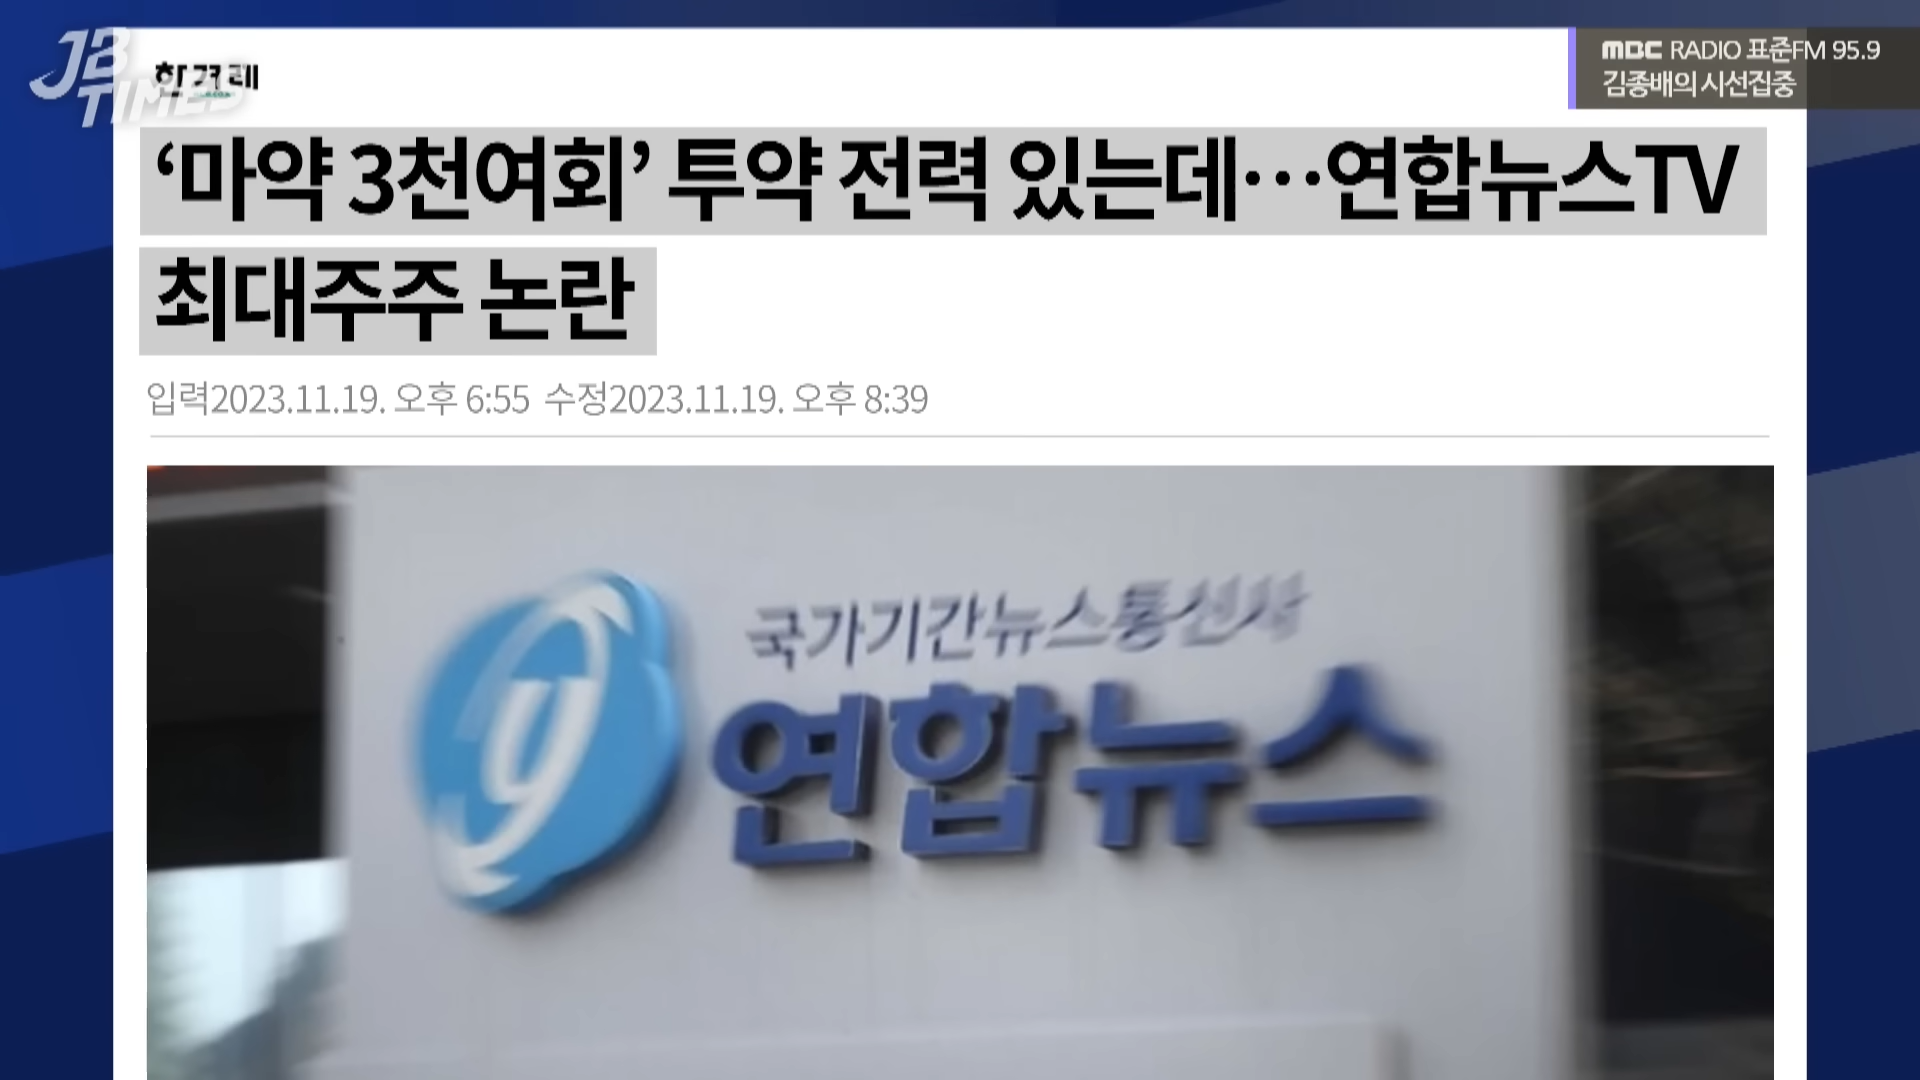 JB
TIMES
한겨레
MBC RADIO 표준FM 95.9
김종배의 시선집중
‘마약 3천여회’ 투약 전력 있는데…연합뉴스TV
최대주주 논란
입력2023.11.19. 오후 6:55 수정2023.11.19. 오후 8:39
국가기간뉴스통신사
연합뉴스